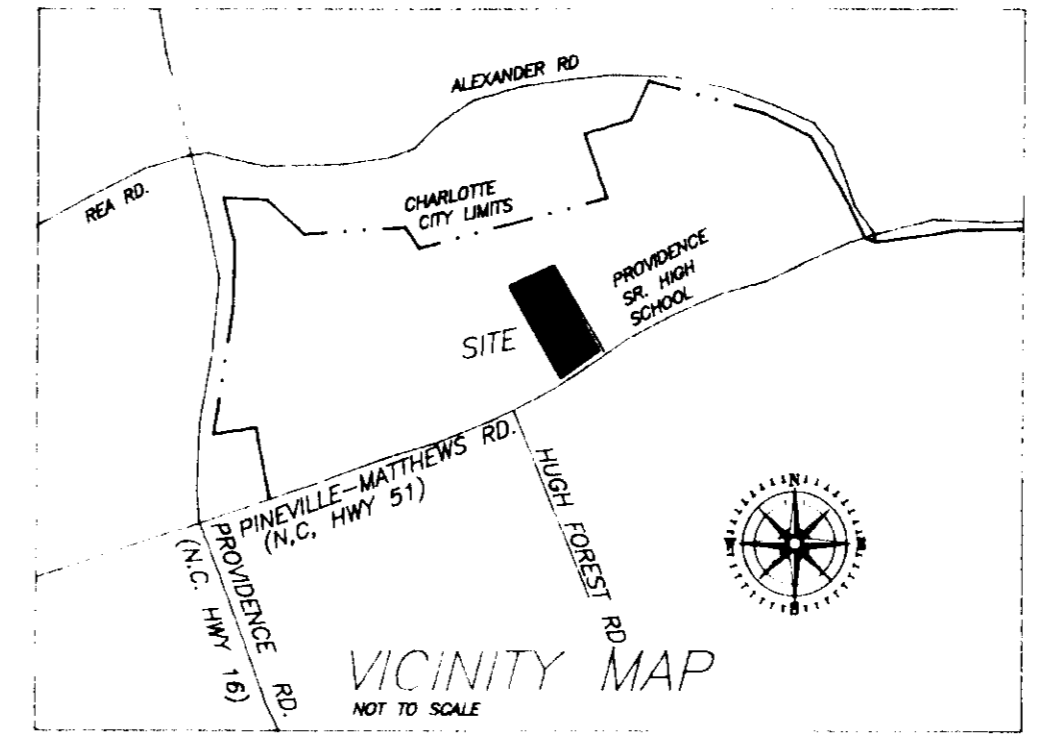 ALEXANDER RD
REA RD.
CHARLOTTE
CITY LIMITS
PROVIDENCE
SR. HIGH
SCHOOL
SITE
PINEVILLE-MATTHEWS RD.
(N,C, HWY 51)
HUGH FOREST RD
PROVIDENCE RD.
(N.C. HWY 16)
N
VICINITY MAP
NOT TO SCALE